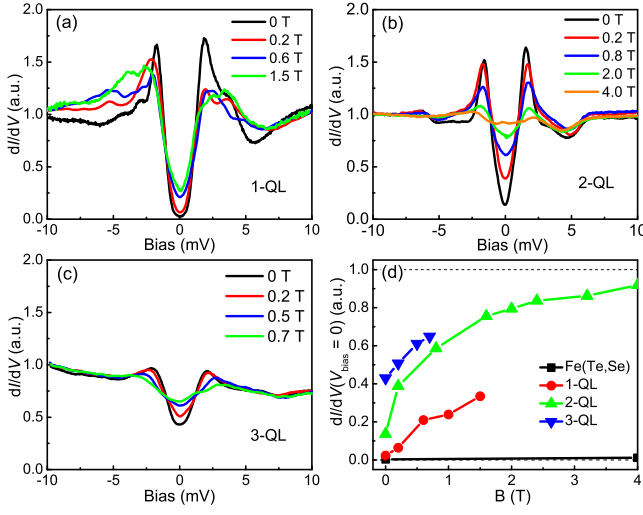 (a)
0 T
0.2 T
0.6 T
1.5 T
1-QL
dI/dV (a.u.)
2.0
1.5
1.0
0.5
0.0
-10 -5 0 5 10
Bias (mV)
(b)
0 T
0.2 T
0.8 T
2.0 T
4.0 T
2-QL
dI/dV (a.u.)
2.0
1.5
1.0
0.5
0.0
-10 -5 0 5 10
Bias (mV)
(c)
0 T
0.2 T
0.5 T
0.7 T
3-QL
dI/dV (a.u.)
2.0
1.5
1.0
0.5
0.0
-10 -5 0 5 10
Bias (mV)
(d)
Fe(Te,Se)
1-QL
2-QL
3-QL
dI/dV(Vbias = 0) (a.u.)
1.0
0.8
0.6
0.4
0.2
0.0
0 1 2 3 4
B (T)